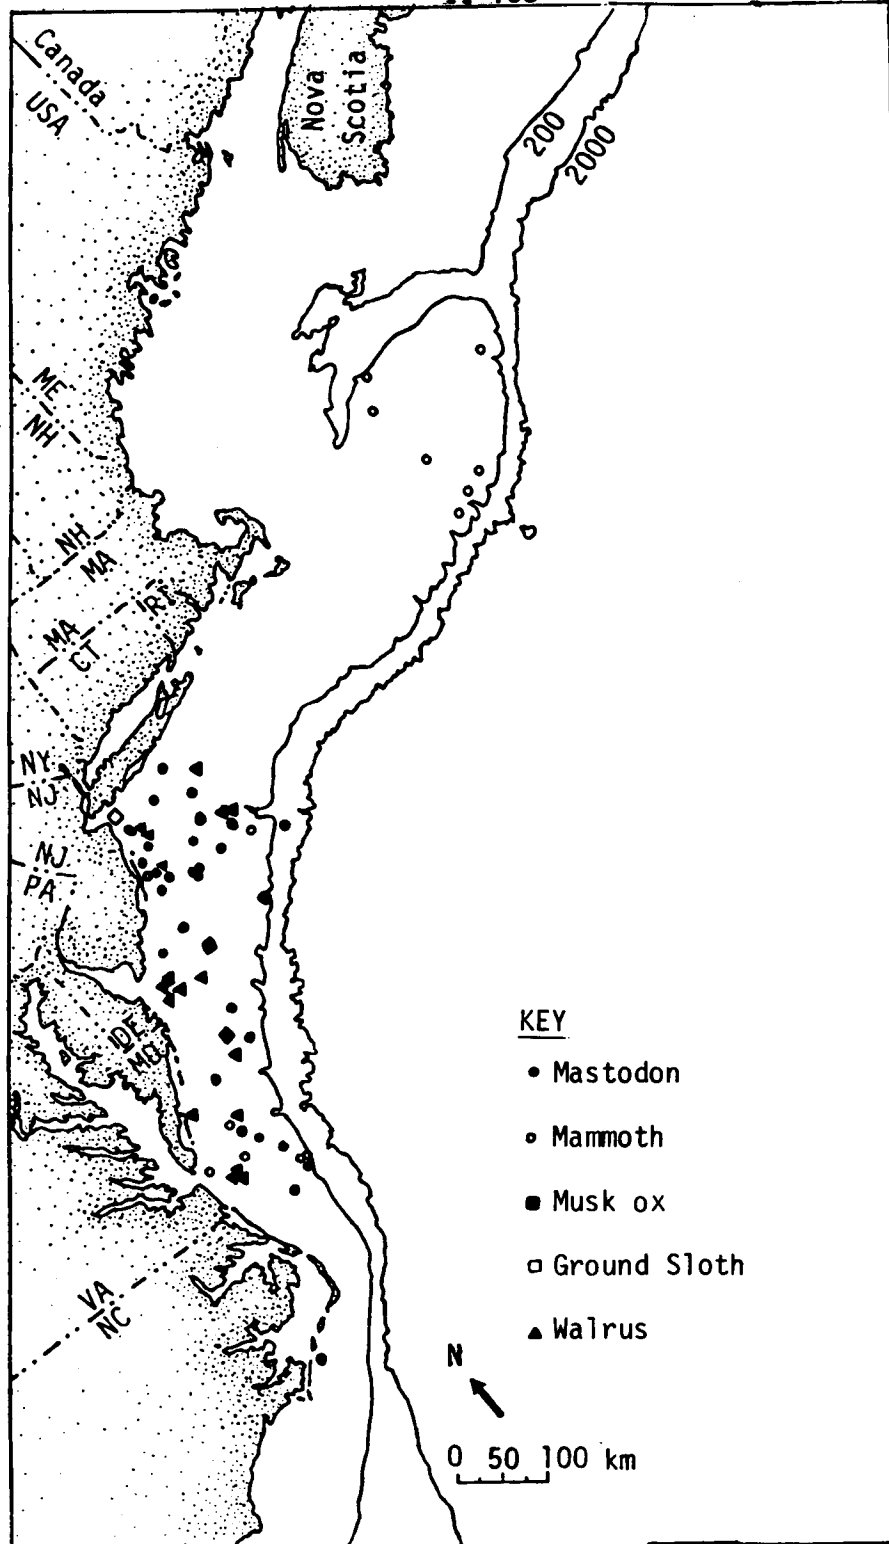 Canada
USA
Nova
Scotia
200
2000
ME
NH
NH
MA
RI
MA
CT
NY
NJ
NJ
PA
DE
MD
VA
NC
KEY
Mastodon
Mammoth
Musk ox
Ground Sloth
Walrus
N
0 50 100 km